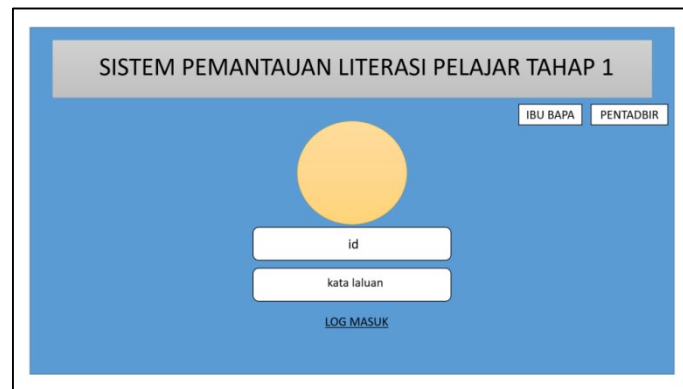 SISTEM PEMANTAUAN LITERASI PELAJAR TAHAP 1
IBU BAPA PENTADBIR
id
kata laluan
LOG MASUK